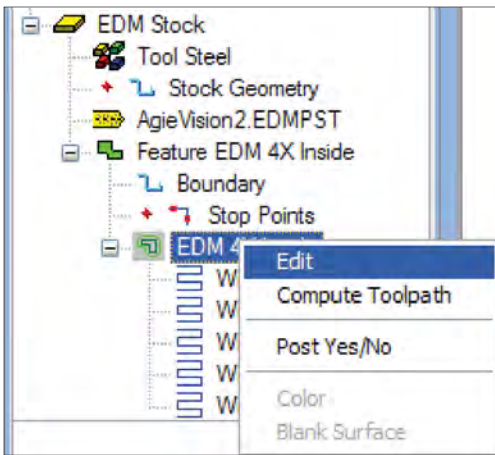 EDM Stock
Tool Steel
Stock Geometry
AgieVision2.EDMPST
Feature EDM 4X Inside
Boundary
Stop Points
EDM 4
Edit
W
Compute Toolpath
W
W
Post Yes/No
W
Color
W
Blank Surface